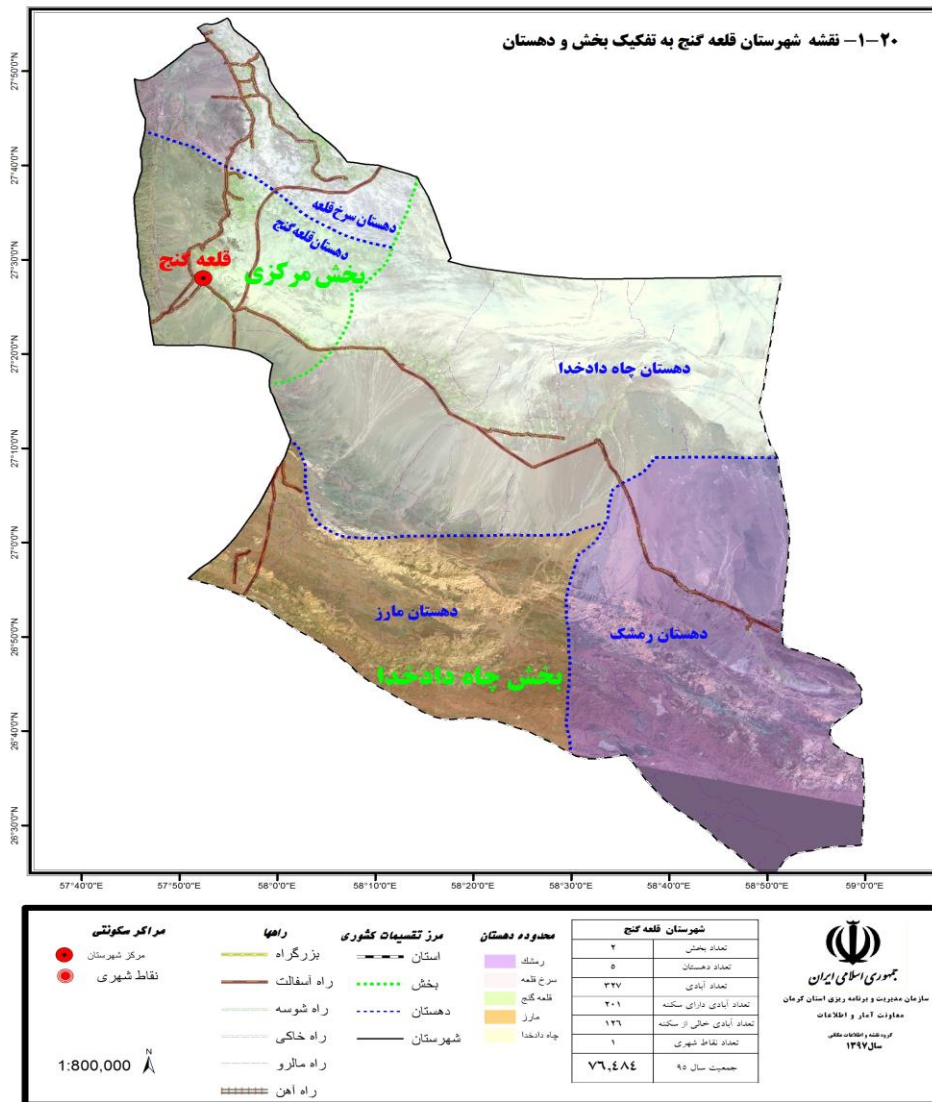 ۲۰-۱- نقشه شهرستان قلعه گنج به تفکیک بخش و دهستان
27°50'0"N
27°40'0"N
27°30'0"N
27°20'0"N
27°10'0"N
27°0'0"N
26°50'0"N
26°40'0"N
26°30'0"N
دهستان سرخ قلعه
دهستان قلعه گنج
قلعه گنج
بخش مرکزی
دهستان چاه دادخدا
دهستان مارز
دهستان رمشک
بخش چاه دادخدا
57°40'0"E 57°50'0"E 58°0'0"E 58°10'0"E 58°20'0"E 58°30'0"E 58°40'0"E 58°50'0"E 59°0'0"E
جمهوری اسلامی ایران
سازمان مدیریت و برنامه ریزی استان کرمان
معاونت آمار و اطلاعات
گروه نقشه و اطلاعات مکانی
سال ۱۳۹۷
شهرستان قلعه گنج
تعداد بخش ۲
تعداد دهستان ۵
تعداد آبادی ۳۲۷
تعداد آبادی دارای سکنه ۲۰۱
تعداد آبادی خالی از سکنه ۱۲۶
تعداد نقاط شهری ۱
جمعیت سال ۹۵ ۷۶,۴۸۴
محدوده دهستان
رمشک
سرخ قلعه
قلعه گنج
مارز
چاه دادخدا
مرز تقسیمات کشوری
استان
بخش
دهستان
شهرستان
راهها
بزرگراه
راه آسفالت
راه شوسه
راه خاکی
راه مالرو
راه آهن
مراکز سکونتی
مرکز شهرستان
نقاط شهری
1:800,000
N